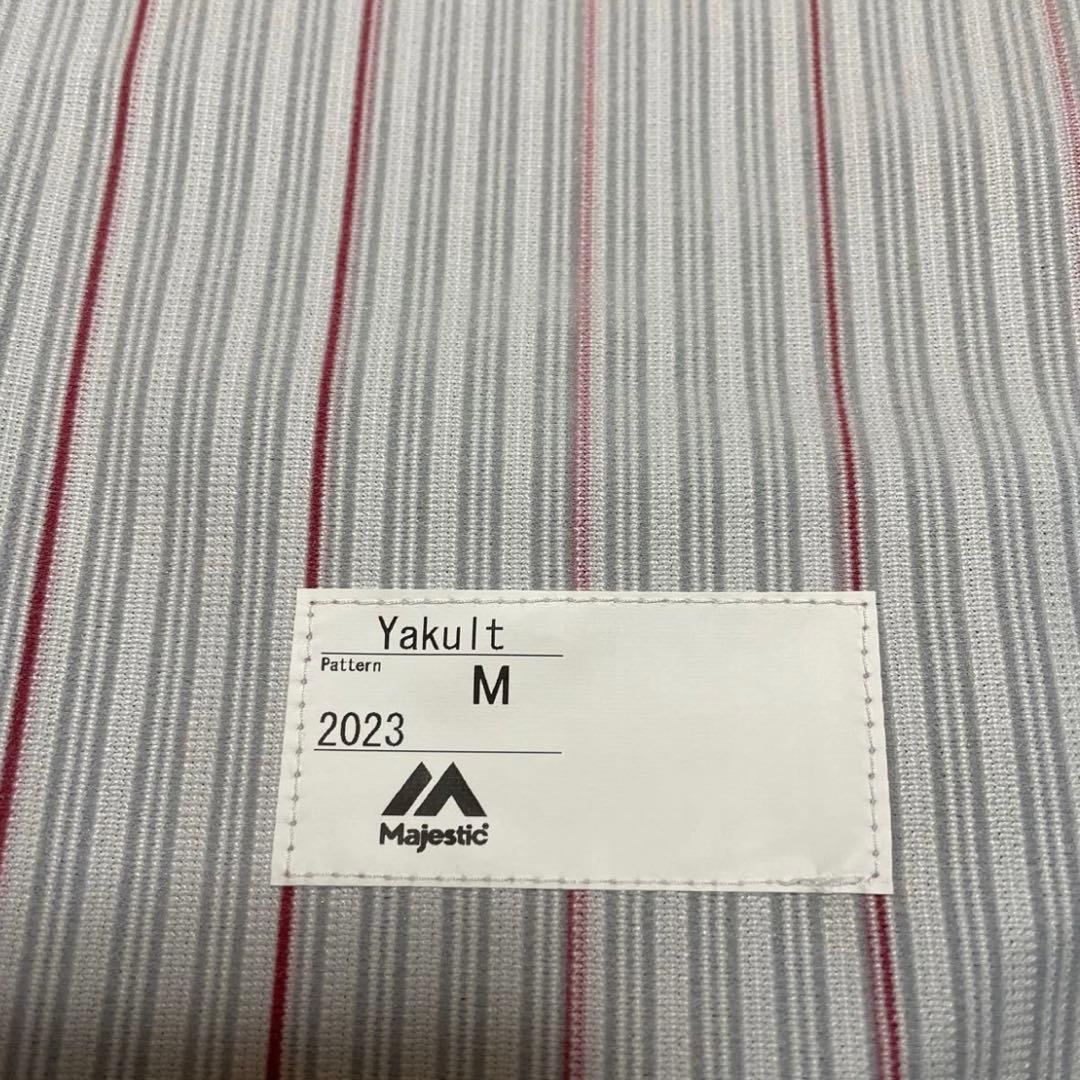 Yakult
Pattern
M
2023
Majestic